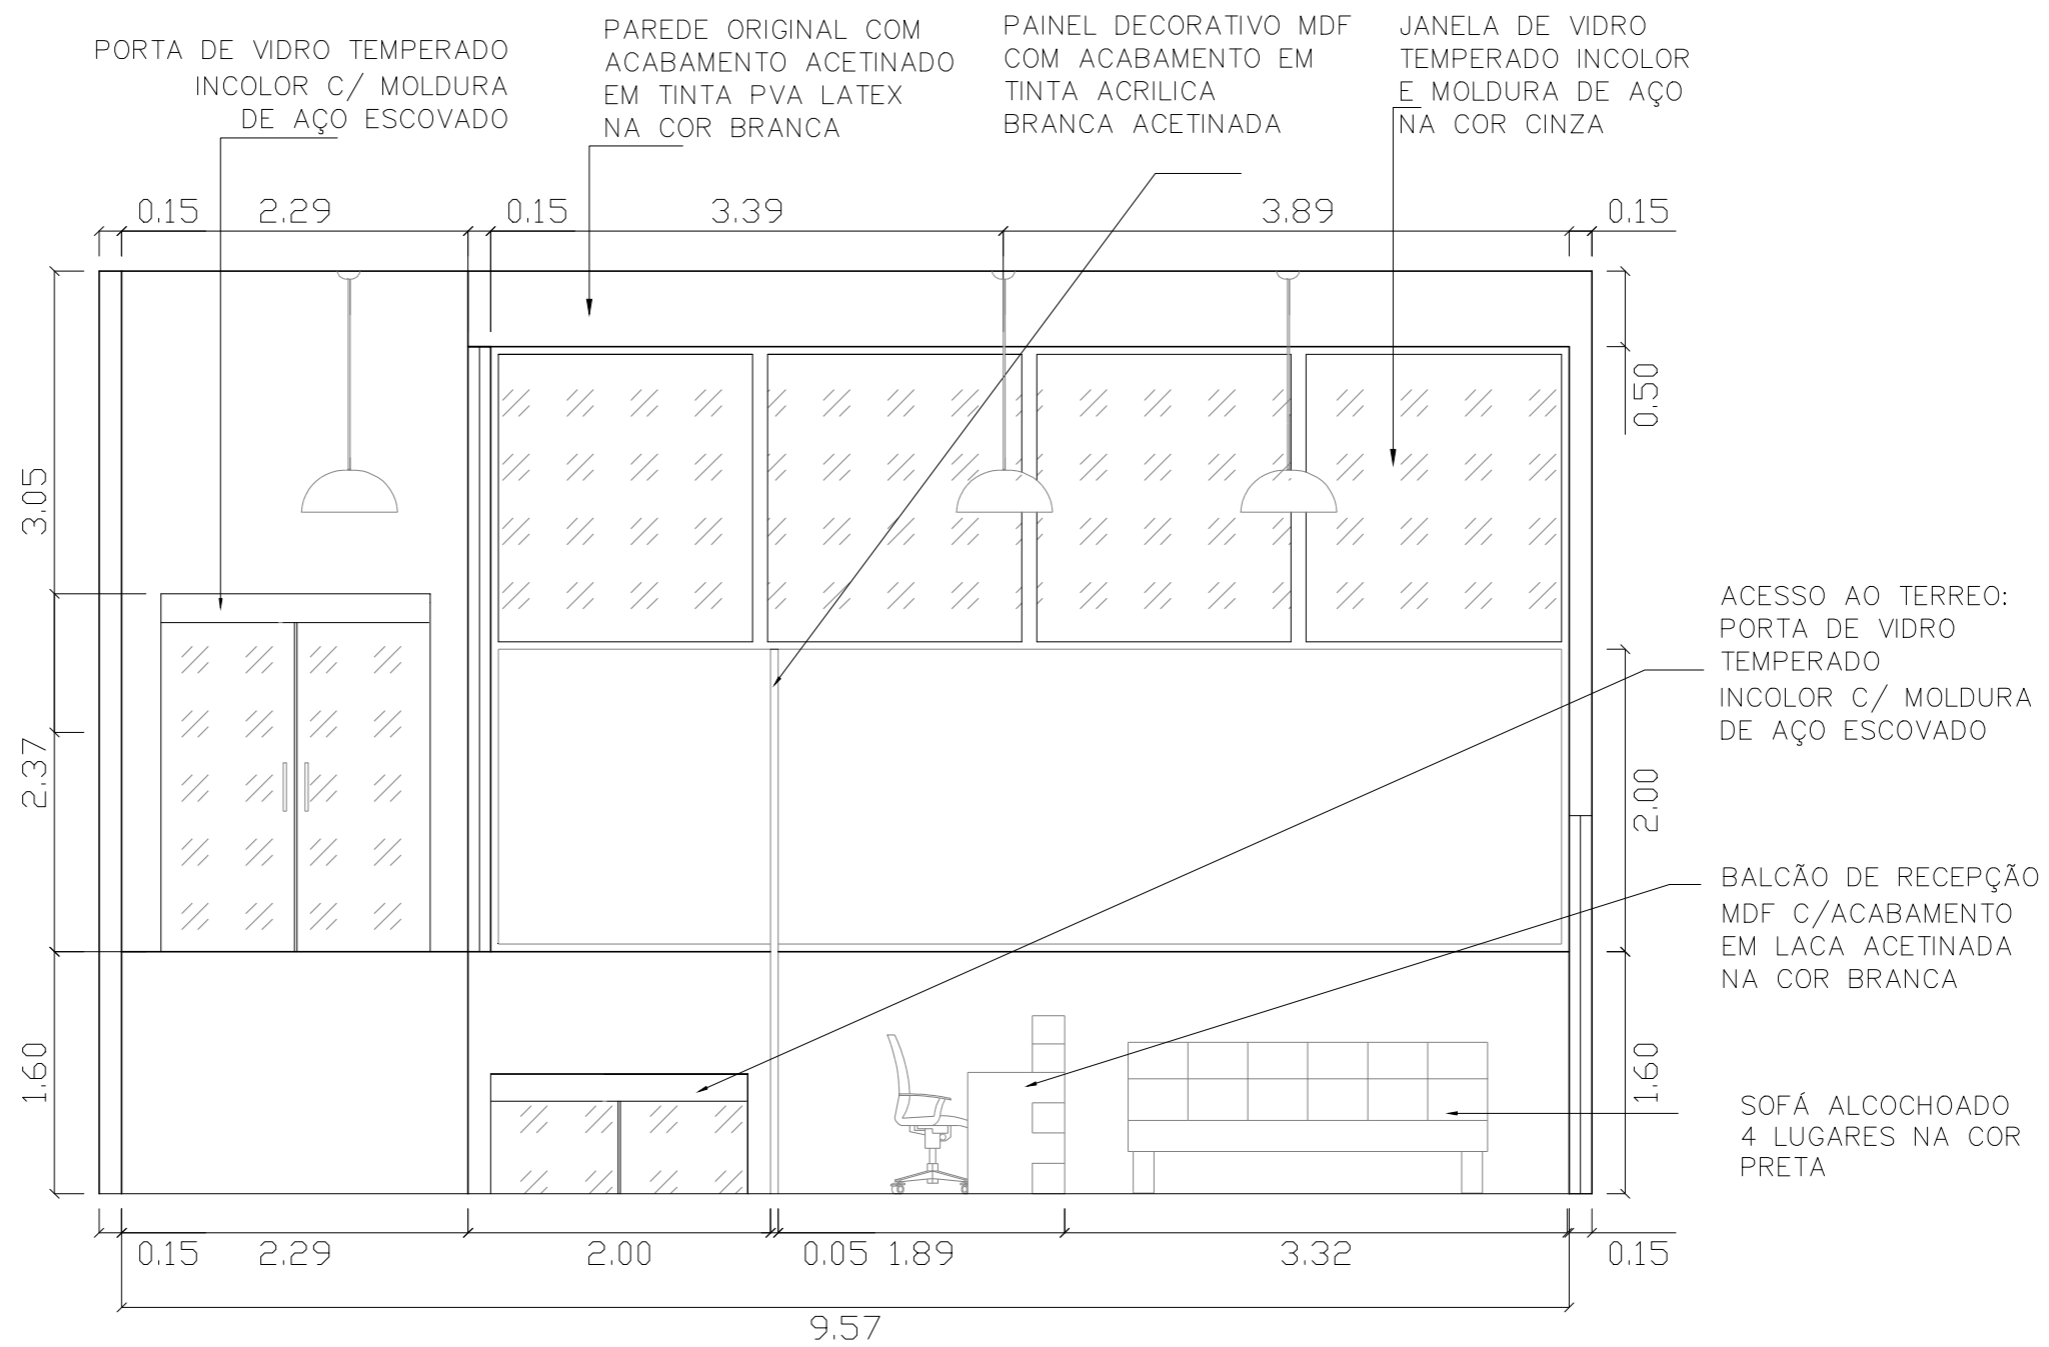 PORTA DE VIDRO TEMPERADO
INCOLOR C/ MOLDURA
DE AÇO ESCOVADO
PAREDE ORIGINAL COM
ACABAMENTO ACETINADO
EM TINTA PVA LATEX
NA COR BRANCA
PAINEL DECORATIVO MDF
COM ACABAMENTO EM
TINTA ACRILICA
BRANCA ACETINADA
JANELA DE VIDRO
TEMPERADO INCOLOR
E MOLDURA DE AÇO
NA COR CINZA
0.15 2.29 0.15 3.39 3.89 0.15
3.05
2.37
1.60
0.50
2.00
1.60
ACESSO AO TERREO:
PORTA DE VIDRO
TEMPERADO
INCOLOR C/ MOLDURA
DE AÇO ESCOVADO
BALCÃO DE RECEPÇÃO
MDF C/ACABAMENTO
EM LACA ACETINADA
NA COR BRANCA
SOFÁ ALCOCHOADO
4 LUGARES NA COR
PRETA
0.15 2.29 2.00 0.05 1.89 3.32 0.15
9.57